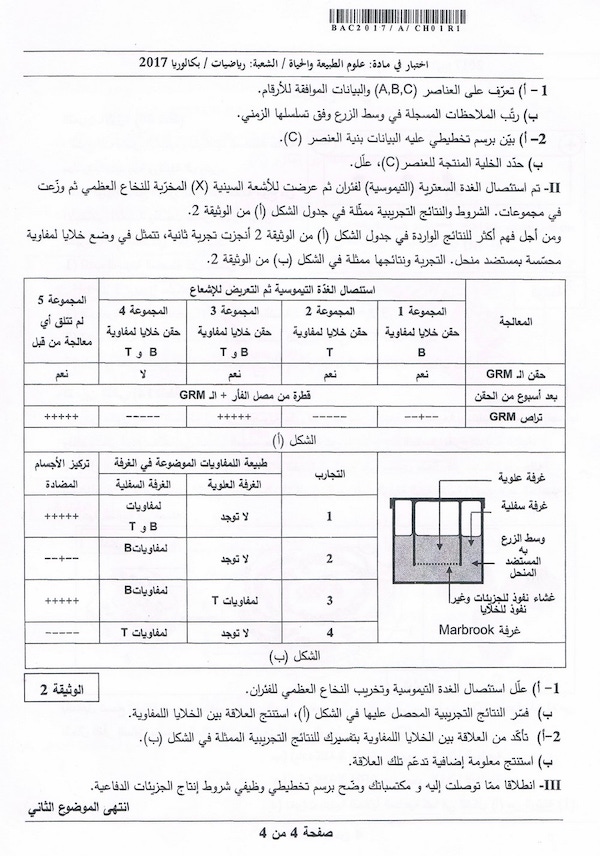 BAC2017/A/CH01R1
اختبار في مادة: علوم الطبيعة والحياة / الشعبة: رياضيات / بكالوريا 2017
1- أ) تعرّف على العناصر (A,B,C) والبيانات الموافقة للأرقام.
ب) رتّب الملاحظات المسجلة في وسط الزرع وفق تسلسلها الزمني.
2- أ) بيّن برسم تخطيطي عليه البيانات بنية العنصر (C).
ب) حدّد الخلية المنتجة للعنصر(C)، علّل.
II- تم استئصال الغدة السعترية (التيموسية) لفئران ثم عرضت للأشعة السينية (X) المخربة للنخاع العظمي ثم وزّعت
في مجموعات. الشروط والنتائج التجريبية ممثّلة في جدول الشكل (أ) من الوثيقة 2.
ومن أجل فهم أكثر للنتائج الواردة في جدول الشكل (أ) من الوثيقة 2 أنجزت تجربة ثانية، تتمثل في وضع خلايا لمفاوية
محسّسة بمستضد منحل. التجربة ونتائجها ممثلة في الشكل (ب) من الوثيقة 2.
المعالجة
استئصال الغدّة التيموسية ثم التعريض للإشعاع
المجموعة 1
حقن خلايا لمفاوية
B
المجموعة 2
حقن خلايا لمفاوية
T
المجموعة 3
حقن خلايا لمفاوية
B و T
المجموعة 4
حقن خلايا لمفاوية
B و T
المجموعة 5
لم تتلق أي
معالجة من قبل
حقن الـ GRM نعم نعم نعم لا نعم
بعد أسبوع من الحقن قطرة من مصل الفأر + الـ GRM
تراص GRM --+-- ----- +++++ ----- +++++
الشكل (أ)
غرفة علوية
غرفة سفلية
وسط الزرع
به
المستضد
المنحل
غشاء نفوذ للجزيئات وغير
نفوذ للخلايا
غرفة Marbrook
التجارب
طبيعة اللمفاويات الموضوعة في الغرفة
الغرفة العلوية الغرفة السفلية
تركيز الأجسام
المضادة
1 لا توجد لمفاويات B و T +++++
2 لا توجد لمفاوياتB --+--
3 لمفاويات T لمفاوياتB +++++
4 لا توجد لمفاويات T -----
الشكل (ب)
الوثيقة 2
1- أ) علّل استئصال الغدة التيموسية وتخريب النخاع العظمي للفئران.
ب) فسّر النتائج التجريبية المحصل عليها في الشكل (أ)، استنتج العلاقة بين الخلايا اللمفاوية.
2-أ) تأكّد من العلاقة بين الخلايا اللمفاوية بتفسيرك للنتائج التجريبية الممثلة في الشكل (ب).
ب) استنتج معلومة إضافية تدعّم تلك العلاقة.
III- انطلاقا ممّا توصلت إليه و مكتسباتك وضّح برسم تخطيطي وظيفي شروط إنتاج الجزيئات الدفاعية.
انتهى الموضوع الثاني
صفحة 4 من 4